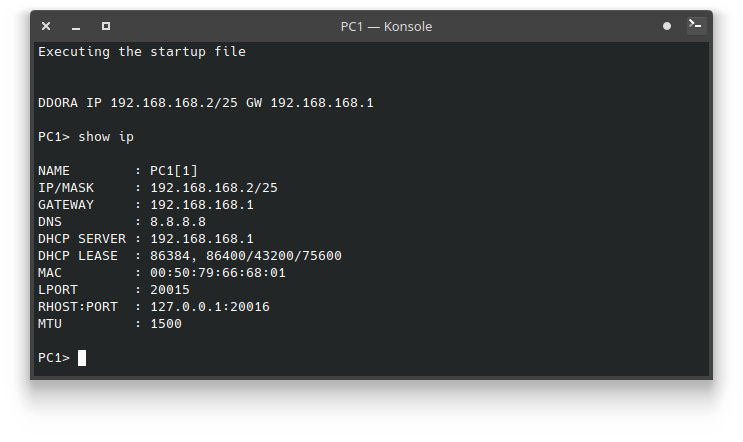 PC1 — Konsole
Executing the startup file
DDORA IP 192.168.168.2/25 GW 192.168.168.1
PC1> show ip
NAME        : PC1[1]
IP/MASK     : 192.168.168.2/25
GATEWAY     : 192.168.168.1
DNS         : 8.8.8.8
DHCP SERVER : 192.168.168.1
DHCP LEASE  : 86384, 86400/43200/75600
MAC         : 00:50:79:66:68:01
LPORT       : 20015
RHOST:PORT  : 127.0.0.1:20016
MTU         : 1500
PC1>